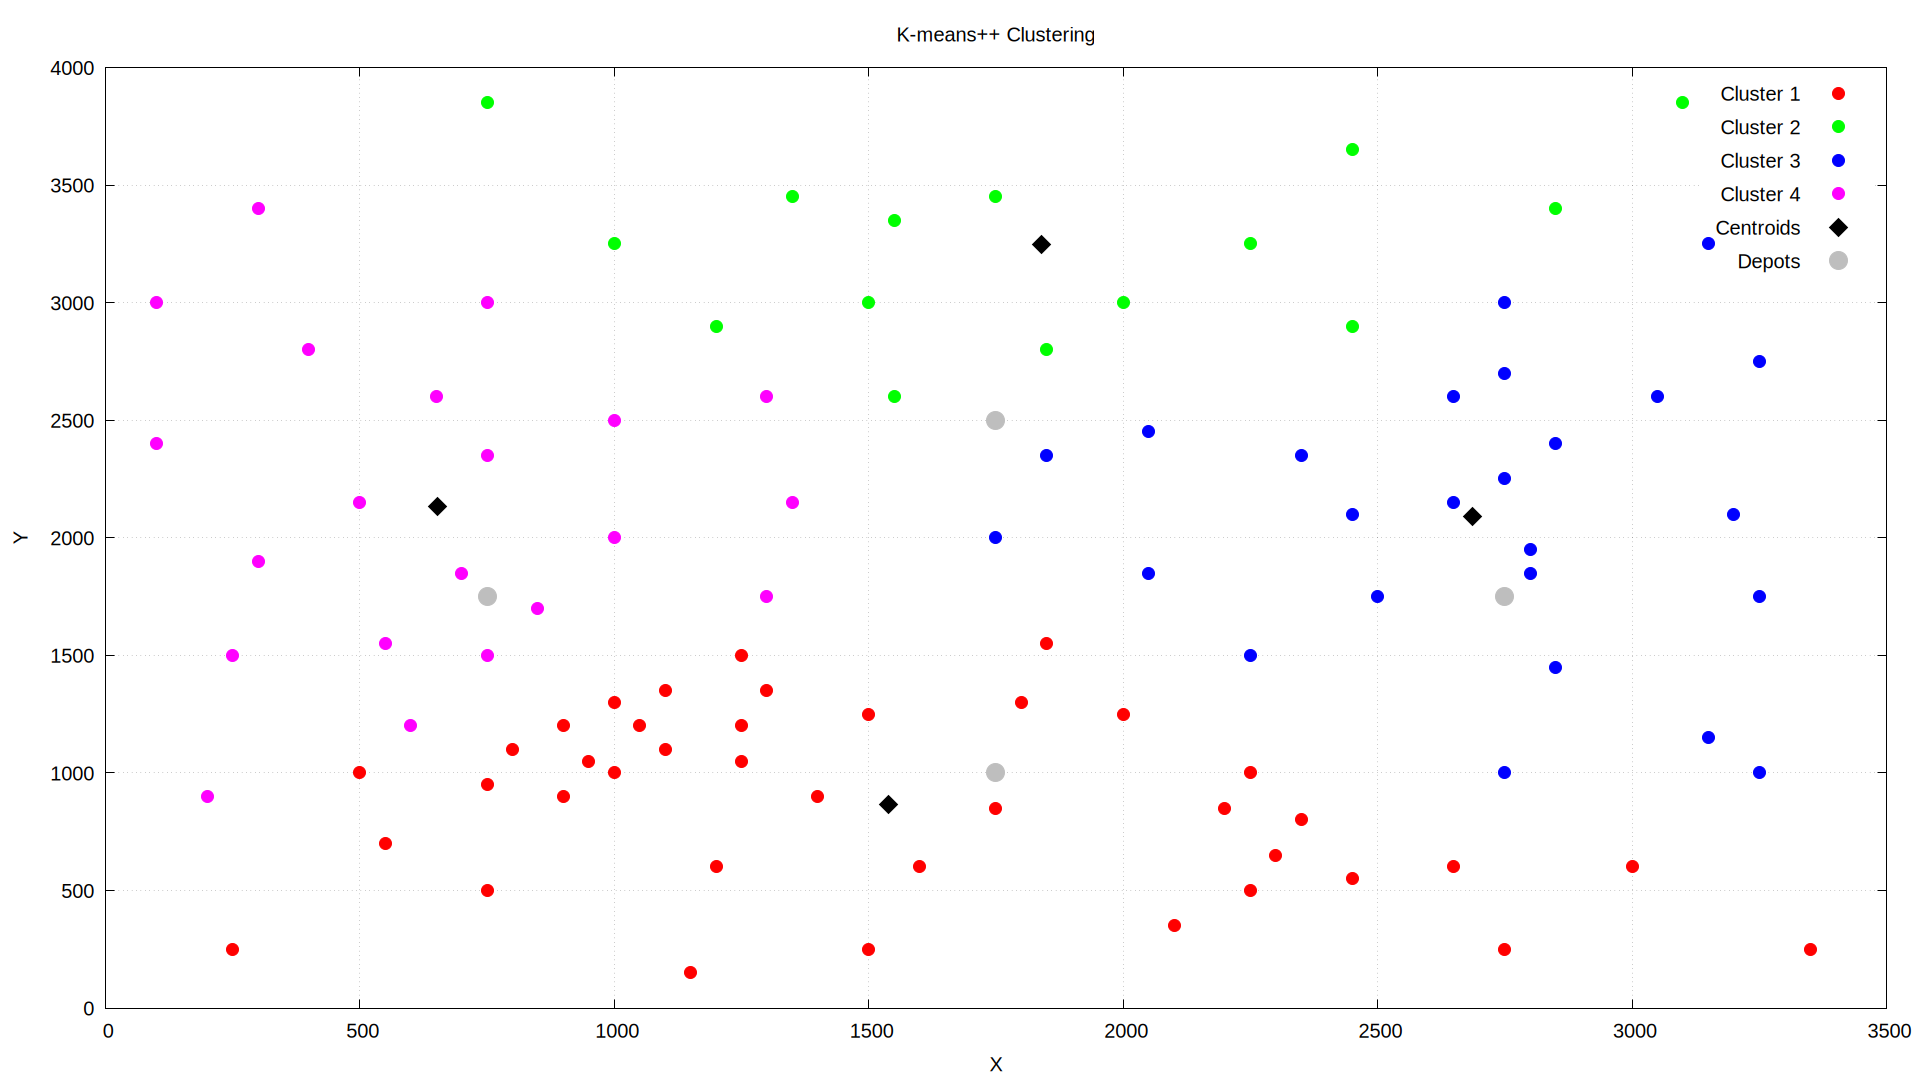 K-means++ Clustering
4000
3500
3000
2500
2000
1500
1000
500
0
Y
Cluster 1
Cluster 2
Cluster 3
Cluster 4
Centroids
Depots
0 500 1000 1500 2000 2500 3000 3500
X